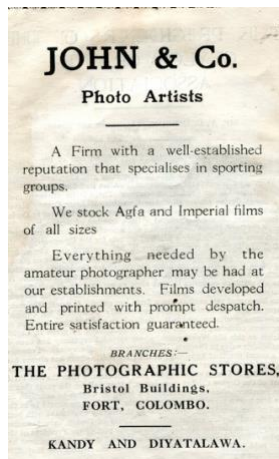 JOHN & Co.
Photo Artists
A Firm with a well-established
reputation that specialises in sporting
groups.
We stock Agfa and Imperial films
of all sizes
Everything needed by the
amateur photographer may be had at
our establishments. Films developed
and printed with prompt despatch.
Entire satisfaction guaranteed.
BRANCHES:—
THE PHOTOGRAPHIC STORES,
Bristol Buildings,
FORT, COLOMBO.
KANDY AND DIYATALAWA.